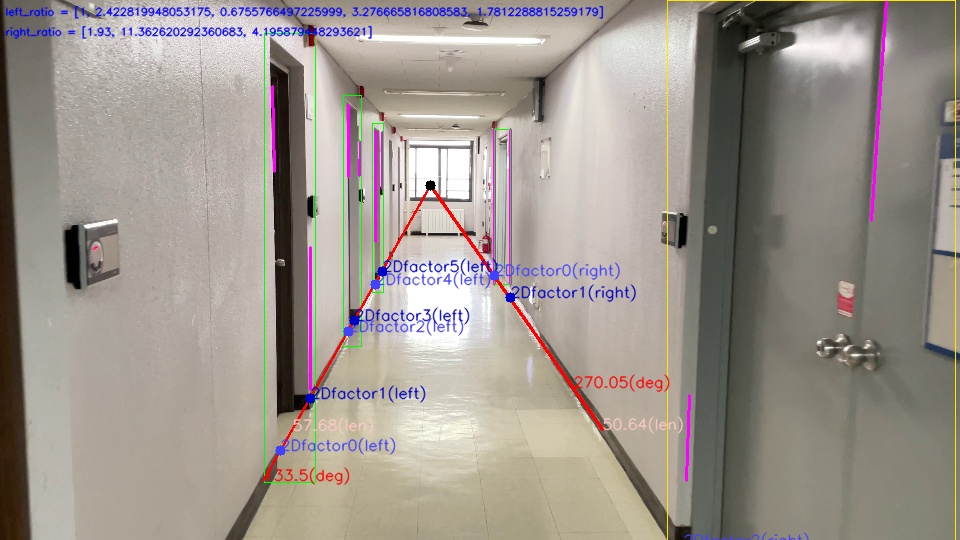 left_ratio = [1, 2.422819948053175, 0.6755766497225999, 3.276665816808583, 1.7812288815259179]
right_ratio = [1.93, 11.362620292360683, 4.195879448293621]
2Dfactor5(left)
2Dfactor0(right)
2Dfactor4(left)
2Dfactor1(right)
2Dfactor3(left)
2Dfactor2(left)
270.05(deg)
2Dfactor1(left)
57.68(len)
50.64(len)
2Dfactor0(left)
33.5(deg)